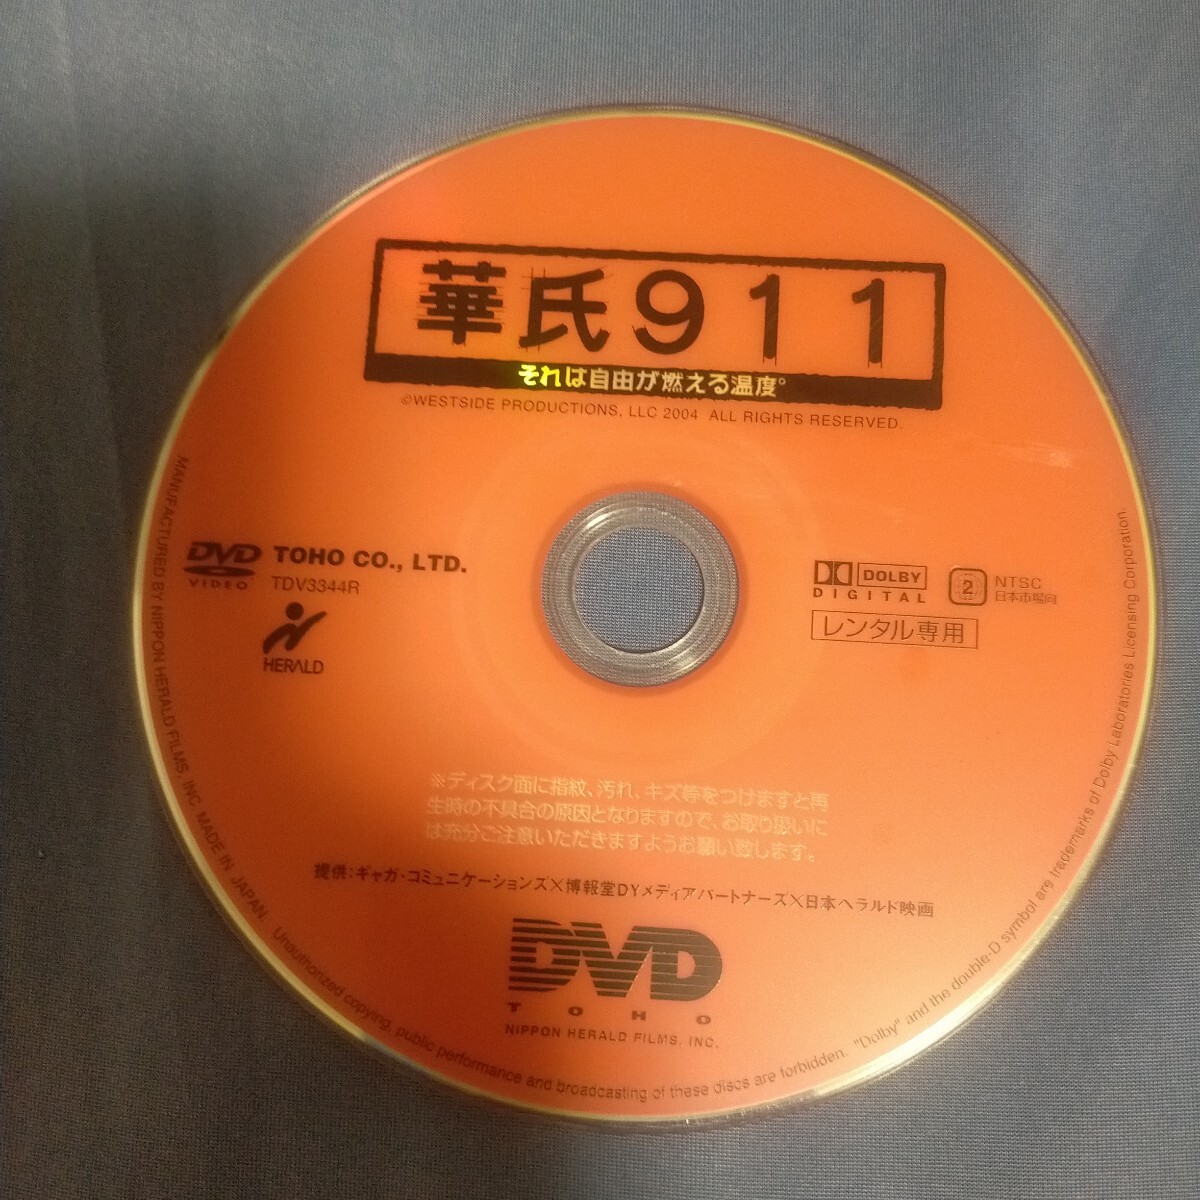 華氏911
それは自由が燃える温度°
©WESTSIDE PRODUCTIONS, LLC 2004 ALL RIGHTS RESERVED.
DVD
VIDEO
TOHO CO., LTD.
TDV3344R
HERALD
DOLBY
DIGITAL
2
NTSC
日本市場向
レンタル専用
※ディスク面に指紋、汚れ、キズ等をつけますと再
生時の不具合の原因となりますので、お取り扱いに
は充分ご注意いただきますようお願い致します。
提供:ギャガ・コミュニケーションズ×博報堂DYメディアパートナーズ×日本ヘラルド映画
DVD
TOHO
NIPPON HERALD FILMS, INC.
MANUFACTURED BY NIPPON HERALD FILMS, INC. MADE IN JAPAN. Unauthorized copying, public performance and broadcasting of these discs are forbidden. "Dolby" and the double-D symbol are trademarks of Dolby Laboratories Licensing Corporation.